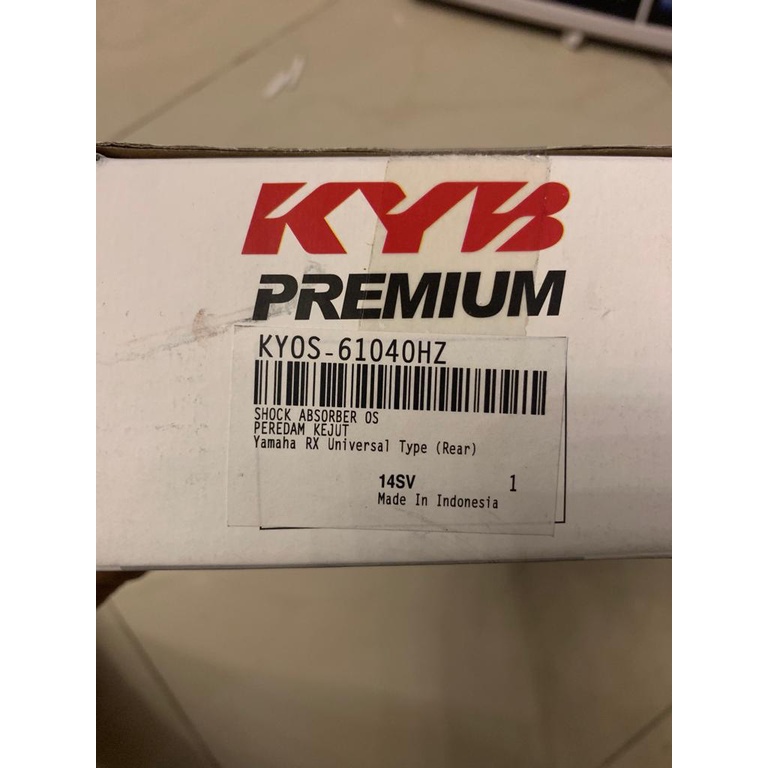 KYB
PREMIUM
KYOS-61040HZ
SHOCK ABSORBER OS
PEREDAM KEJUT
Yamaha RX Universal Type (Rear)
14SV 1
Made In Indonesia